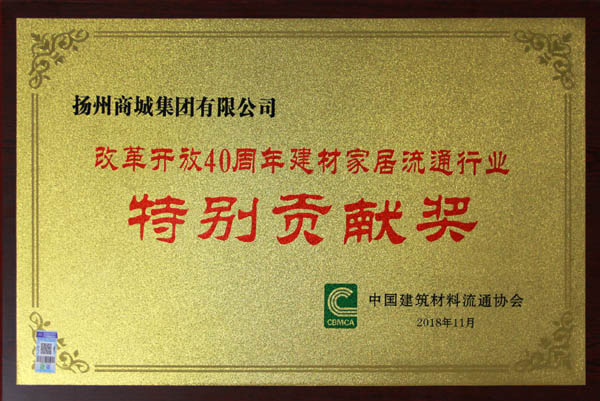 扬州商城集团有限公司
改革开放40周年建材家居流通行业
特别贡献奖
CBMCA
中国建筑材料流通协会
2018年11月